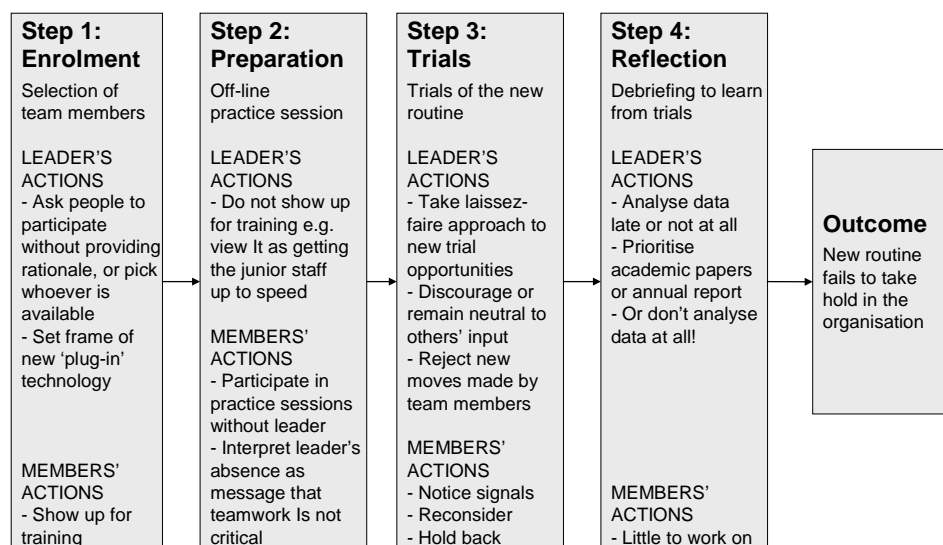 Step 1:
Enrolment
Selection of
team members
LEADER'S
ACTIONS
- Ask people to
participate
without providing
rationale, or pick
whoever is
available
- Set frame of
new ‘plug-in’
technology
MEMBERS’
ACTIONS
- Show up for
training
Step 2:
Preparation
Off-line
practice session
LEADER’S
ACTIONS
- Do not show up
for training e.g.
view It as getting
the junior staff
up to speed
MEMBERS’
ACTIONS
- Participate in
practice sessions
without leader
- Interpret leader’s
absence as
message that
teamwork Is not
critical
Step 3:
Trials
Trials of the new
routine
LEADER’S
ACTIONS
- Take laissez-
faire approach to
new trial
opportunities
- Discourage or
remain neutral to
others’ input
- Reject new
moves made by
team members
MEMBERS’
ACTIONS
- Notice signals
- Reconsider
- Hold back
Step 4:
Reflection
Debriefing to learn
from trials
LEADER’S
ACTIONS
- Analyse data
late or not at all
- Prioritise
academic papers
or annual report
- Or don’t analyse
data at all!
MEMBERS’
ACTIONS
- Little to work on
Outcome
New routine
fails to take
hold in the
organisation